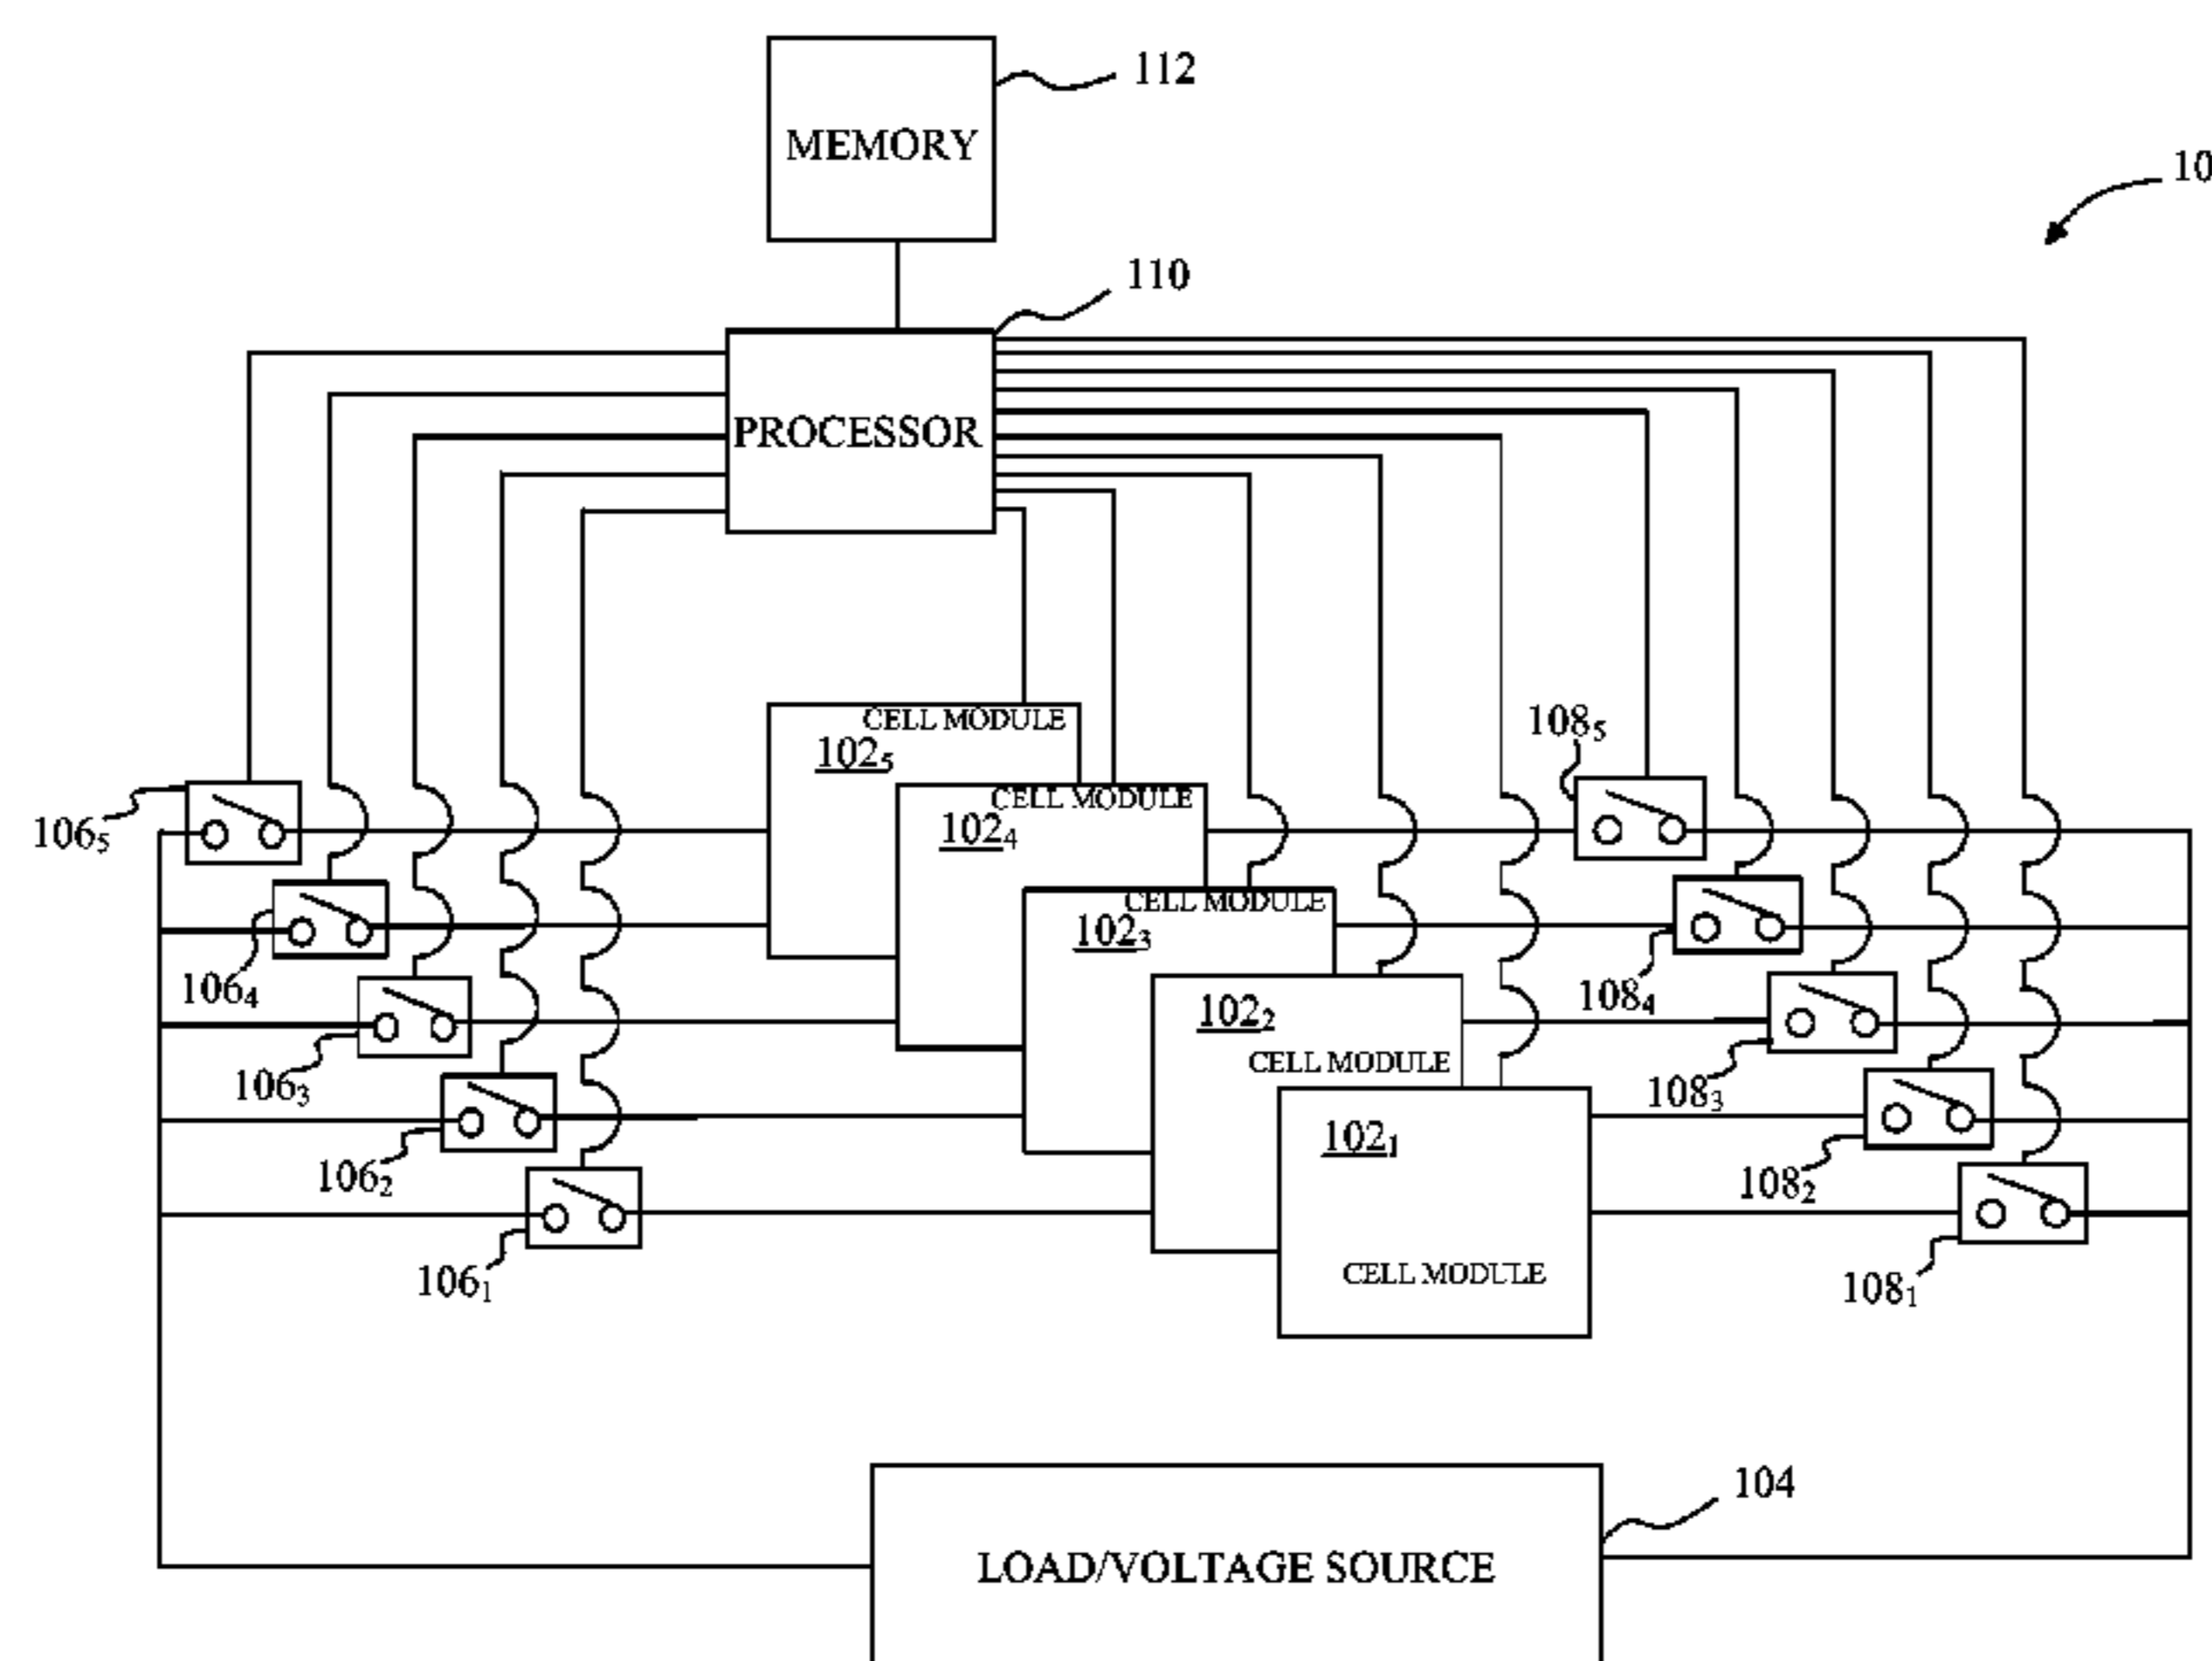 112
MEMORY
10
110
PROCESSOR
CELL MODULE
102₅
108₅
CELL MODULE
106₅
102₄
CELL MODULE
102₃
106₄
108₄
102₂
CELL MODULE
106₃
108₃
102₁
106₂
108₂
CELL MODULE
106₁
108₁
104
LOAD/VOLTAGE SOURCE